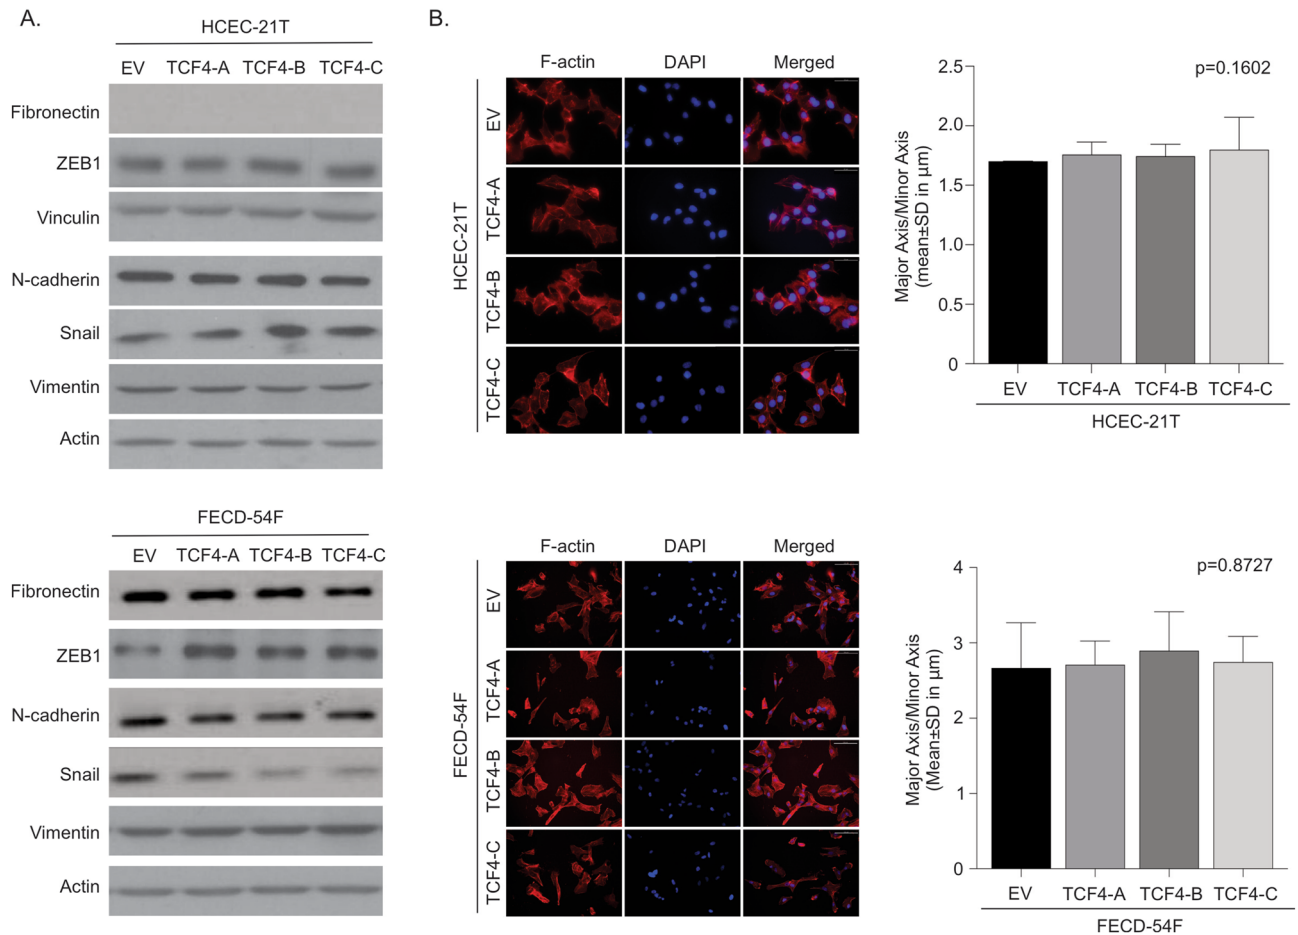 A.
HCEC-21T
EV TCF4-A TCF4-B TCF4-C
Fibronectin
ZEB1
Vinculin
N-cadherin
Snail
Vimentin
Actin
FECD-54F
EV TCF4-A TCF4-B TCF4-C
Fibronectin
ZEB1
N-cadherin
Snail
Vimentin
Actin
B.
F-actin DAPI Merged
HCEC-21T
EV
TCF4-A
TCF4-B
TCF4-C
p=0.1602
Major Axis/Minor Axis
(mean±SD in µm)
2.5
2.0
1.5
1.0
0.5
0
EV TCF4-A TCF4-B TCF4-C
HCEC-21T
F-actin DAPI Merged
FECD-54F
EV
TCF4-A
TCF4-B
TCF4-C
p=0.8727
Major Axis/Minor Axis
(Mean±SD in µm)
4
3
2
1
0
EV TCF4-A TCF4-B TCF4-C
FECD-54F